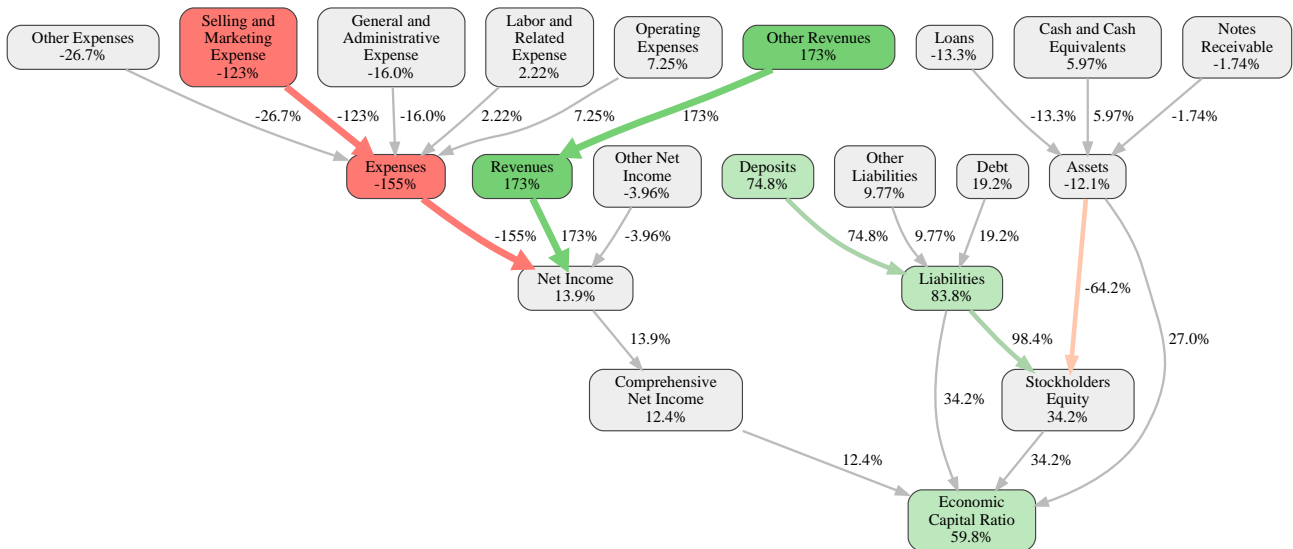 Other Expenses
-26.7%
Selling and
Marketing
Expense
-123%
General and
Administrative
Expense
-16.0%
Labor and
Related
Expense
2.22%
Operating
Expenses
7.25%
Other Revenues
173%
Loans
-13.3%
Cash and Cash
Equivalents
5.97%
Notes
Receivable
-1.74%
-26.7%
-123%
-16.0%
2.22%
7.25%
173%
-13.3%
5.97%
-1.74%
Expenses
-155%
Revenues
173%
Other Net
Income
-3.96%
Deposits
74.8%
Other
Liabilities
9.77%
Debt
19.2%
Assets
-12.1%
-155%
173%
-3.96%
74.8%
9.77%
19.2%
Net Income
13.9%
Liabilities
83.8%
-64.2%
13.9%
98.4%
27.0%
Comprehensive
Net Income
12.4%
34.2%
Stockholders
Equity
34.2%
12.4%
34.2%
Economic
Capital Ratio
59.8%